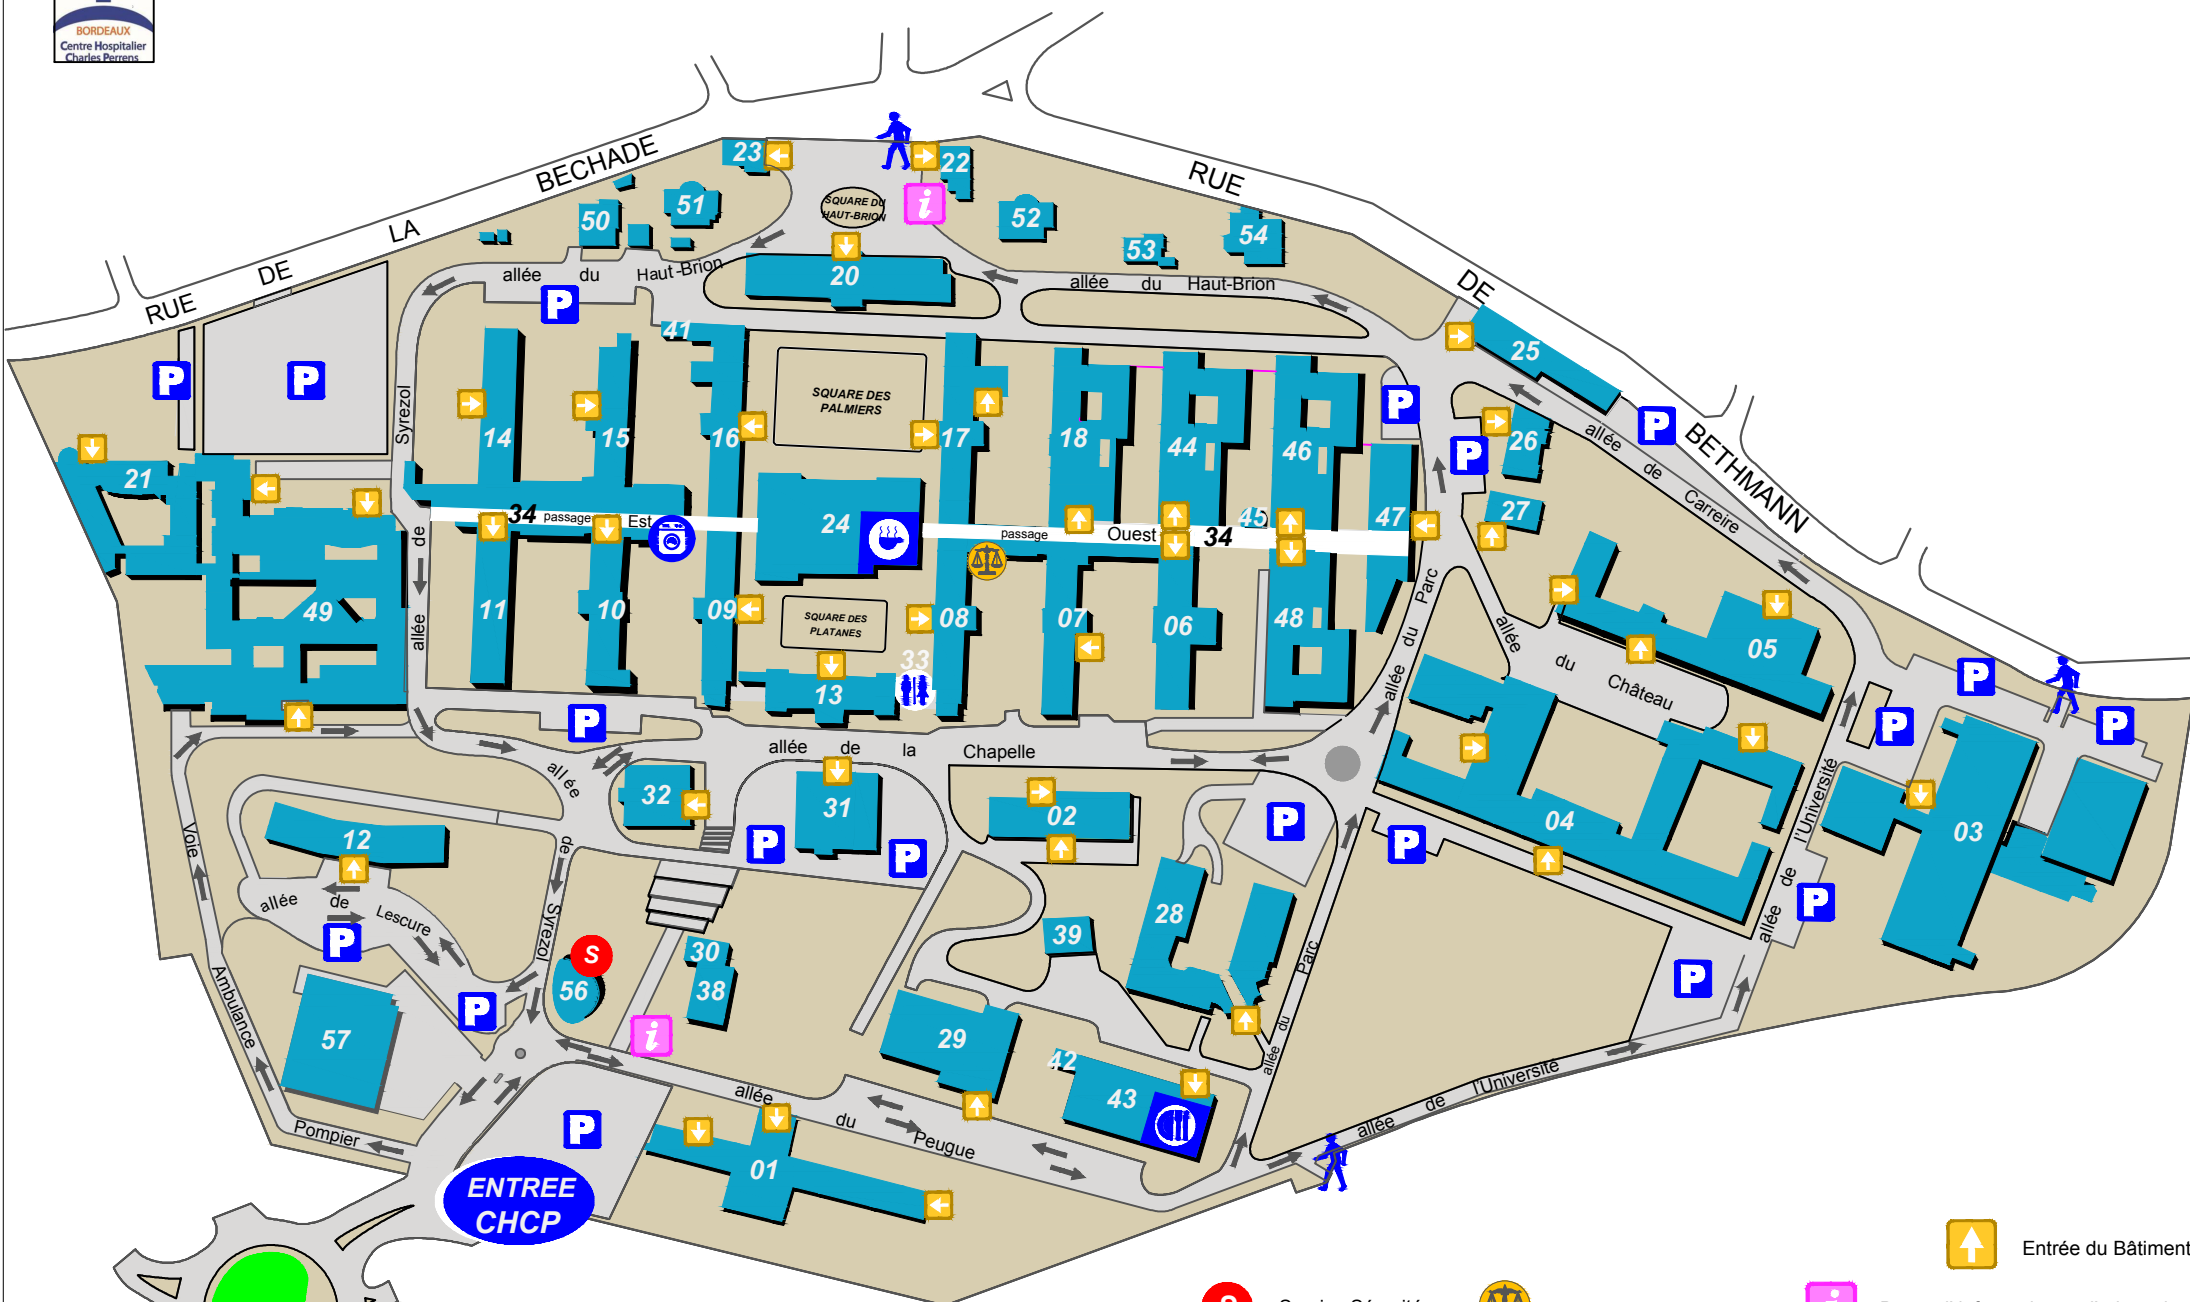 BORDEAUX
Centre Hospitalier
Charles Perrens
RUE DE LA BECHADE
RUE DE BETHMANN
23
22
51
50
52
53
54
SQUARE DU
HAUT-BRION
20
allée du Haut-Brion
allée du Haut-Brion
P
P
P
41
25
SQUARE DES
PALMIERS
P
P
P
26
27
allée de Carreire
14
15
16
17
18
44
46
47
21
34 passage Est
24
passage Ouest 34
45
allée de Syrezol
49
11
10
09
SQUARE DES
PLATANES
08
07
06
48
33
13
allée du Parc
allée du Château
05
P
P
P
P
allée de la Chapelle
32
31
02
04
03
P
P
P
P
P
12
allée de Lescure
P
allée de Syrezol
Voie Ambulance
Pompier
S
56
30
38
39
28
allée du Parc
allée de l'Université
P
P
57
P
29
42
43
allée du Peugue
01
P
allée de l'Université
ENTREE
CHCP
Entrée du Bâtiment